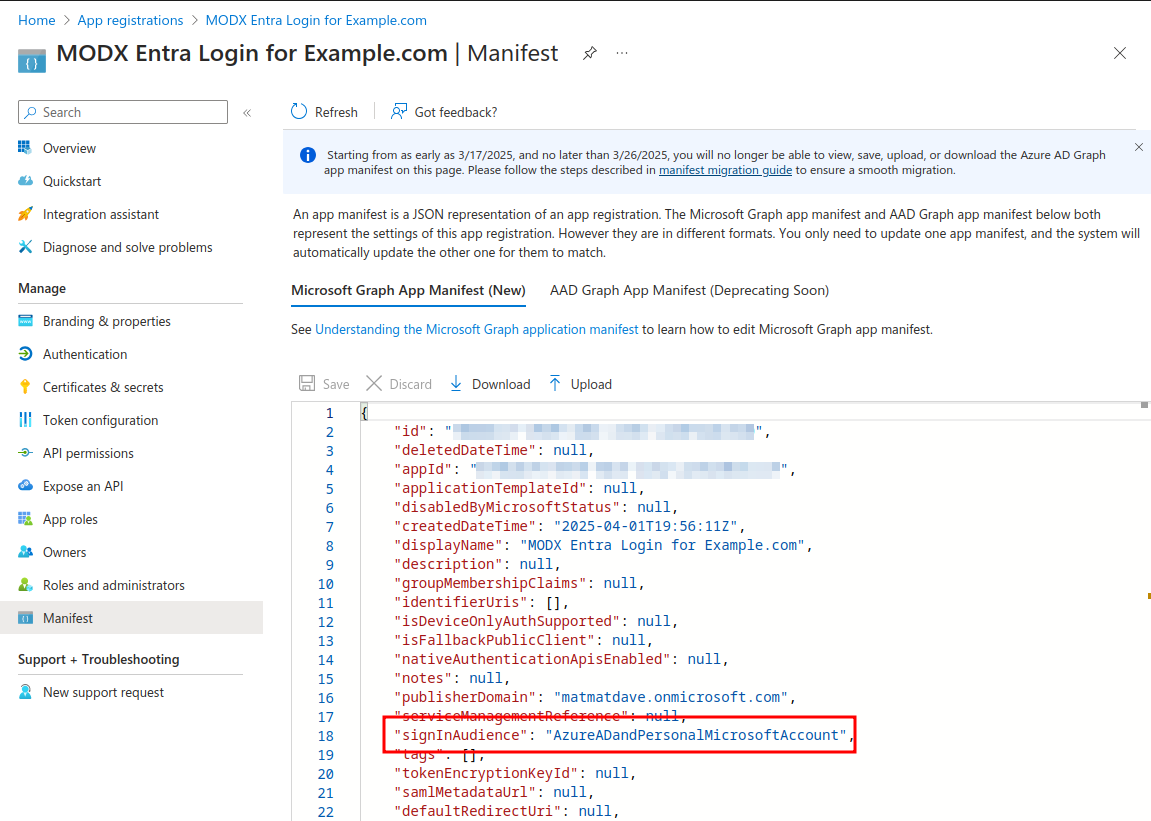 Home > App registrations > MODX Entra Login for Example.com
MODX Entra Login for Example.com | Manifest
Search
Overview
Quickstart
Integration assistant
Diagnose and solve problems
Manage
Branding & properties
Authentication
Certificates & secrets
Token configuration
API permissions
Expose an API
App roles
Owners
Roles and administrators
Manifest
Support + Troubleshooting
New support request
Refresh
Got feedback?
Starting from as early as 3/17/2025, and no later than 3/26/2025, you will no longer be able to view, save, upload, or download the Azure AD Graph
app manifest on this page. Please follow the steps described in manifest migration guide to ensure a smooth migration.
An app manifest is a JSON representation of an app registration. The Microsoft Graph app manifest and AAD Graph app manifest below both
represent the settings of this app registration. However they are in different formats. You only need to update one app manifest, and the system will
automatically update the other one for them to match.
Microsoft Graph App Manifest (New)
AAD Graph App Manifest (Deprecating Soon)
See Understanding the Microsoft Graph application manifest to learn how to edit Microsoft Graph app manifest.
Save Discard Download Upload
1 {
2 "id": "",
3 "deletedDateTime": null,
4 "appId": "",
5 "applicationTemplateId": null,
6 "disabledByMicrosoftStatus": null,
7 "createdDateTime": "2025-04-01T19:56:11Z",
8 "displayName": "MODX Entra Login for Example.com",
9 "description": null,
10 "groupMembershipClaims": null,
11 "identifierUris": [],
12 "isDeviceOnlyAuthSupported": null,
13 "isFallbackPublicClient": null,
14 "nativeAuthenticationApisEnabled": null,
15 "notes": null,
16 "publisherDomain": "matmatdave.onmicrosoft.com",
17 "serviceManagementReference": null,
18 "signInAudience": "AzureADandPersonalMicrosoftAccount",
19 "tags": [],
20 "tokenEncryptionKeyId": null,
21 "samlMetadataUrl": null,
22 "defaultRedirectUri": null,